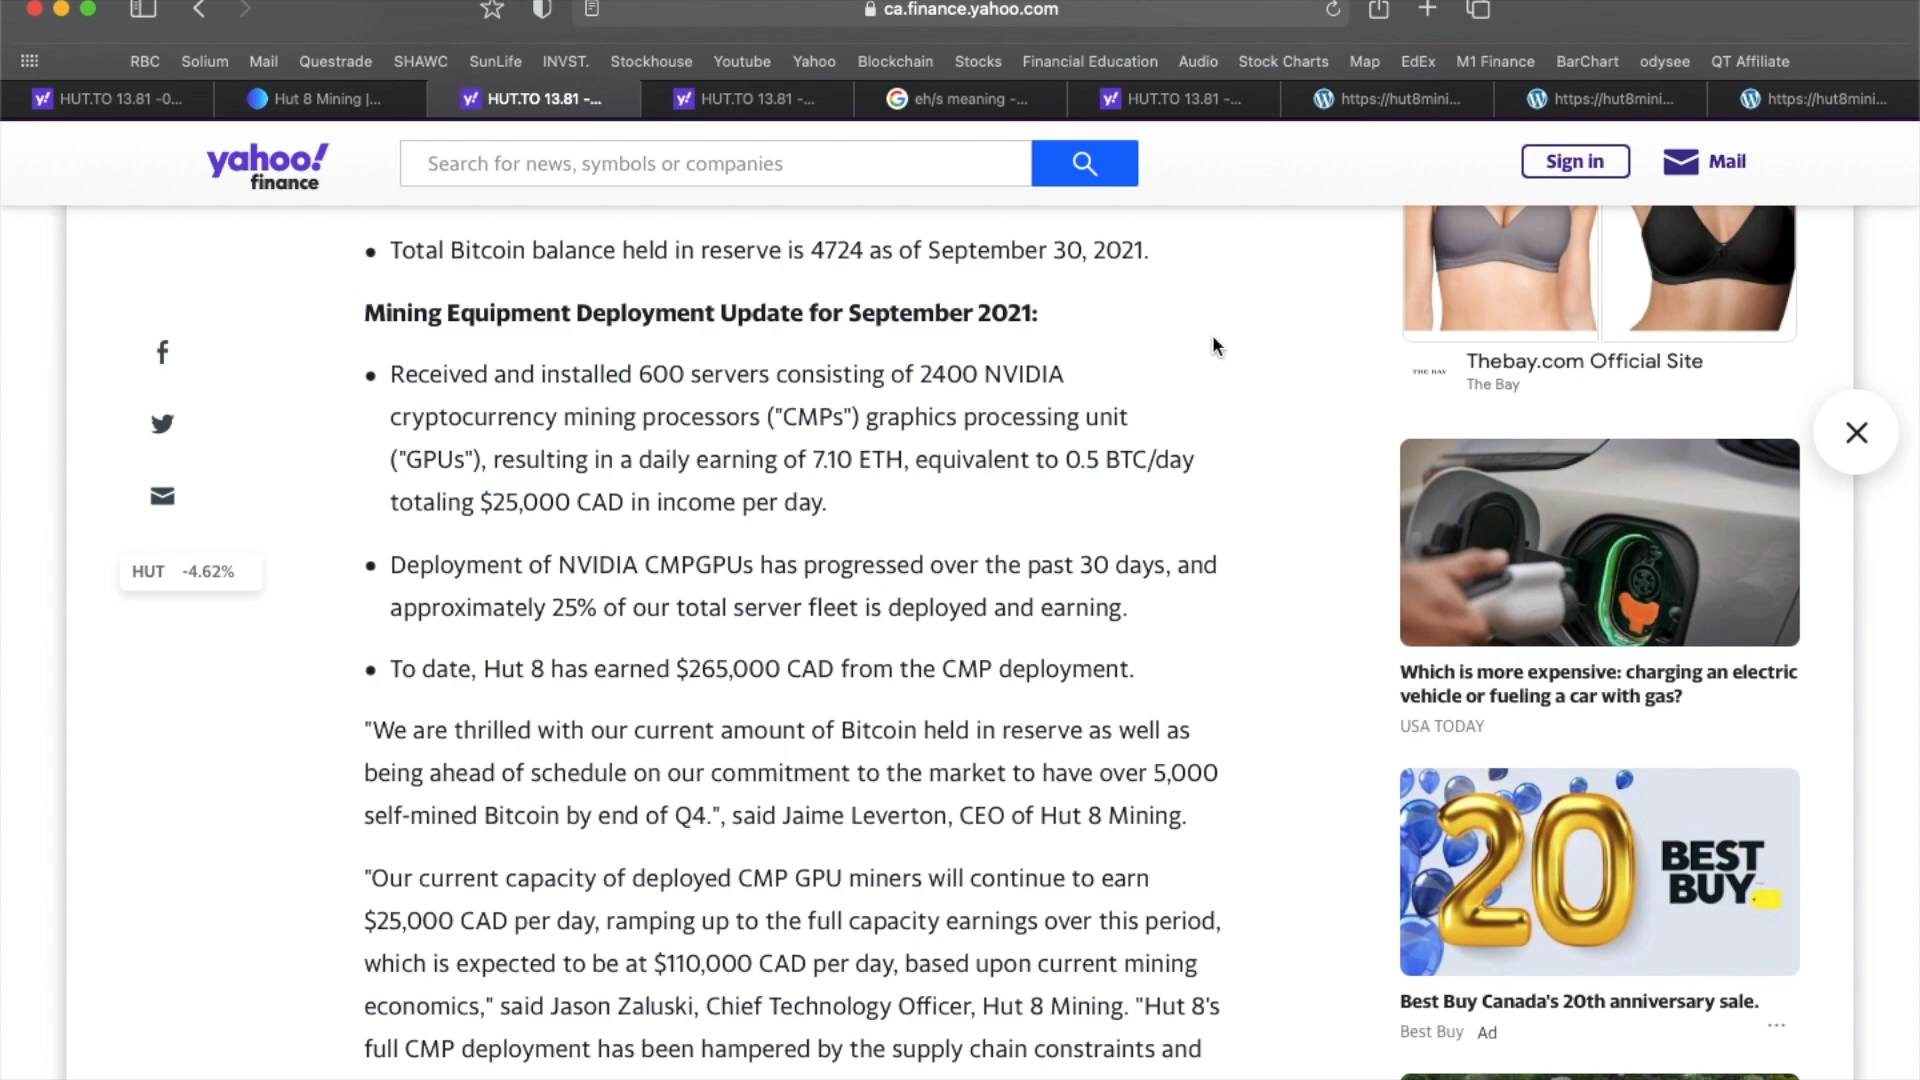 ca.finance.yahoo.com
RBC Solium Mail Questrade SHAWC SunLife INVST. Stockhouse Youtube Yahoo Blockchain Stocks Financial Education Audio Stock Charts Map EdEx M1 Finance BarChart odysee QT Affiliate
y! HUT.TO 13.81 -0... Hut 8 Mining |... y! HUT.TO 13.81 -... y! HUT.TO 13.81 -... eh/s meaning -... y! HUT.TO 13.81 -... https://hut8mini... https://hut8mini... https://hut8mini...
yahoo!
finance
Search for news, symbols or companies
Sign in
Mail
• Total Bitcoin balance held in reserve is 4724 as of September 30, 2021.
Mining Equipment Deployment Update for September 2021:
• Received and installed 600 servers consisting of 2400 NVIDIA
cryptocurrency mining processors ("CMPs") graphics processing unit
("GPUs"), resulting in a daily earning of 7.10 ETH, equivalent to 0.5 BTC/day
totaling $25,000 CAD in income per day.
• Deployment of NVIDIA CMPGPUs has progressed over the past 30 days, and
approximately 25% of our total server fleet is deployed and earning.
• To date, Hut 8 has earned $265,000 CAD from the CMP deployment.
"We are thrilled with our current amount of Bitcoin held in reserve as well as
being ahead of schedule on our commitment to the market to have over 5,000
self-mined Bitcoin by end of Q4.", said Jaime Leverton, CEO of Hut 8 Mining.
"Our current capacity of deployed CMP GPU miners will continue to earn
$25,000 CAD per day, ramping up to the full capacity earnings over this period,
which is expected to be at $110,000 CAD per day, based upon current mining
economics," said Jason Zaluski, Chief Technology Officer, Hut 8 Mining. "Hut 8's
full CMP deployment has been hampered by the supply chain constraints and
HUT -4.62%
THE BAY
Thebay.com Official Site
The Bay
Which is more expensive: charging an electric
vehicle or fueling a car with gas?
USA TODAY
20
BEST
BUY
Best Buy Canada's 20th anniversary sale.
Best Buy Ad